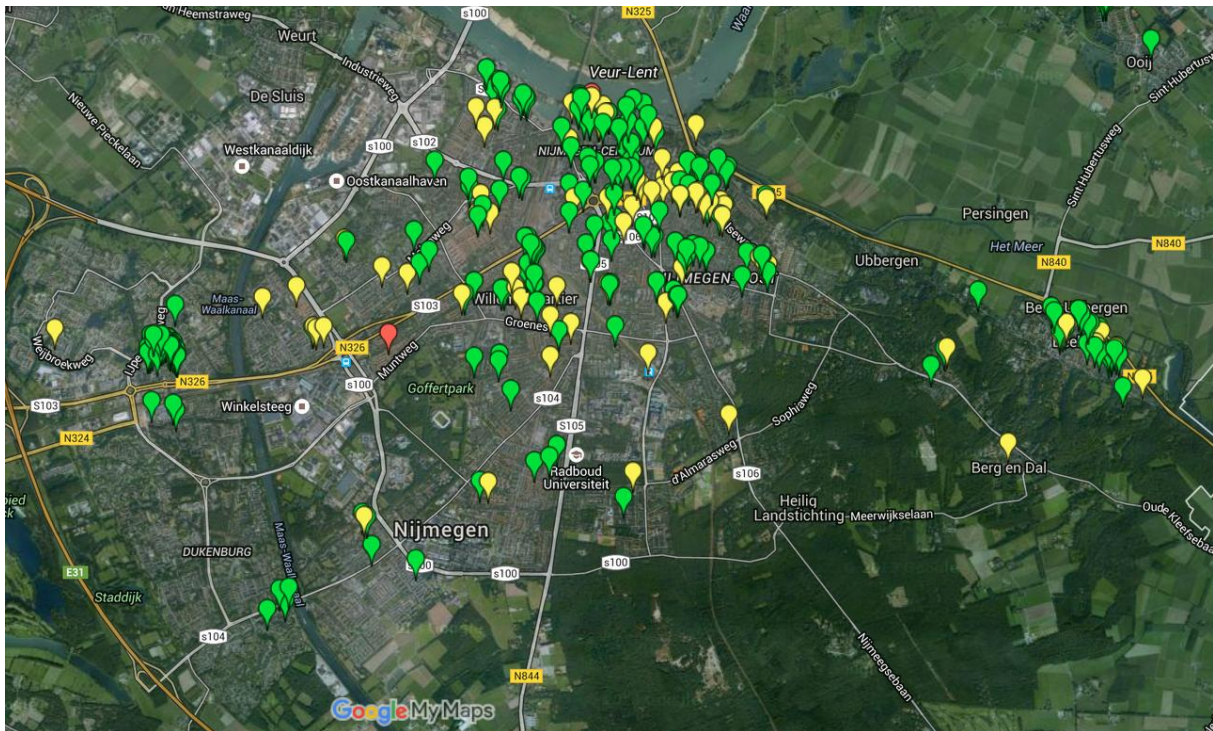 s100
N325
Heemstraweg
Weurt
Industrieweg
Veur-Lent
Ooij
De Sluis
Nieuwe Pieckelaan
s100
s102
Westkanaaldijk
Oostkanaalhaven
Sint Hubertusweg
Sint-Hubertusweg
Persingen
Het Meer
N840
N840
Ubbergen
Maas-
Waalkanaal
S103
Groenes
N326
Muntweg
Weijbroekweg
s100
N326
Goffertpark
S103
Winkelsteeg
s104
S105
N324
Sophiaweg
d'Almarasweg
s106
Berg en Dal
Radboud
Universiteit
Heilig
Landstichting
Meerwijkselaan
Oude Kleefsebaan
Nijmegen
DUKENBURG
s100
s100
E31
Staddijk
s104
Nijmeegsebaan
N844
Google My Maps